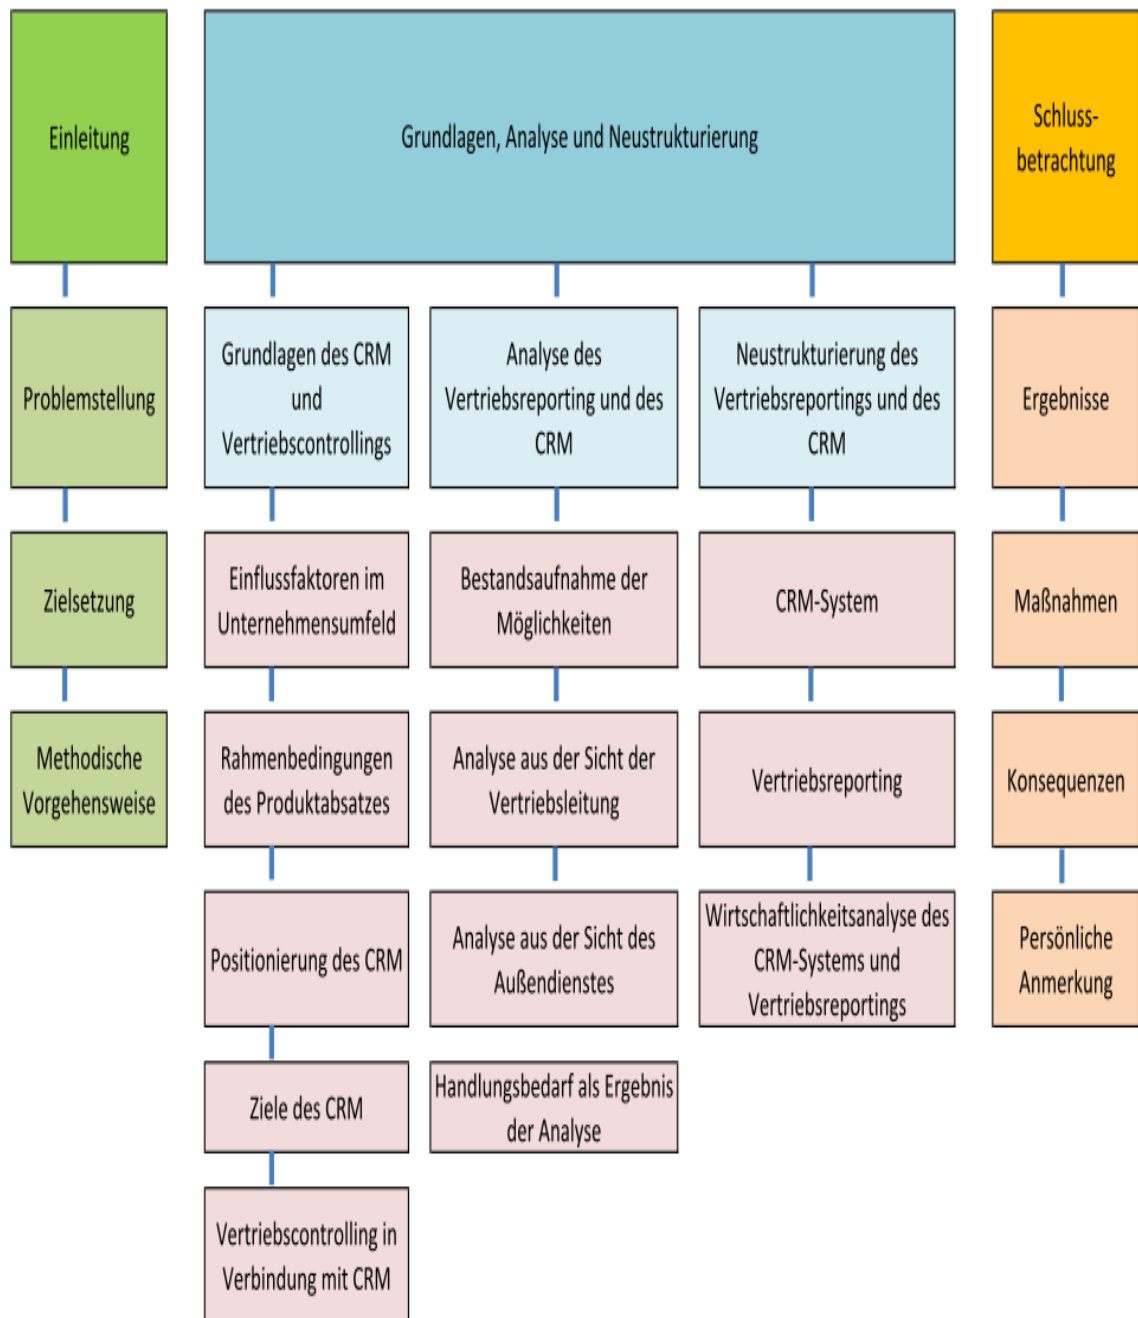 Einleitung
Grundlagen, Analyse und Neustrukturierung
Schluss-
betrachtung
Problemstellung
Grundlagen des CRM
und
Vertriebscontrollings
Analyse des
Vertriebsreporting und des
CRM
Neustrukturierung des
Vertriebsreportings und des
CRM
Ergebnisse
Zielsetzung
Einflussfaktoren im
Unternehmensumfeld
Bestandsaufnahme der
Möglichkeiten
CRM-System
Maßnahmen
Methodische
Vorgehensweise
Rahmenbedingungen
des Produktabsatzes
Analyse aus der Sicht der
Vertriebsleitung
Vertriebsreporting
Konsequenzen
Positionierung des CRM
Analyse aus der Sicht des
Außendienstes
Wirtschaftlichkeitsanalyse des
CRM-Systems und
Vertriebsreportings
Persönliche
Anmerkung
Ziele des CRM
Handlungsbedarf als Ergebnis
der Analyse
Vertriebscontrolling in
Verbindung mit CRM